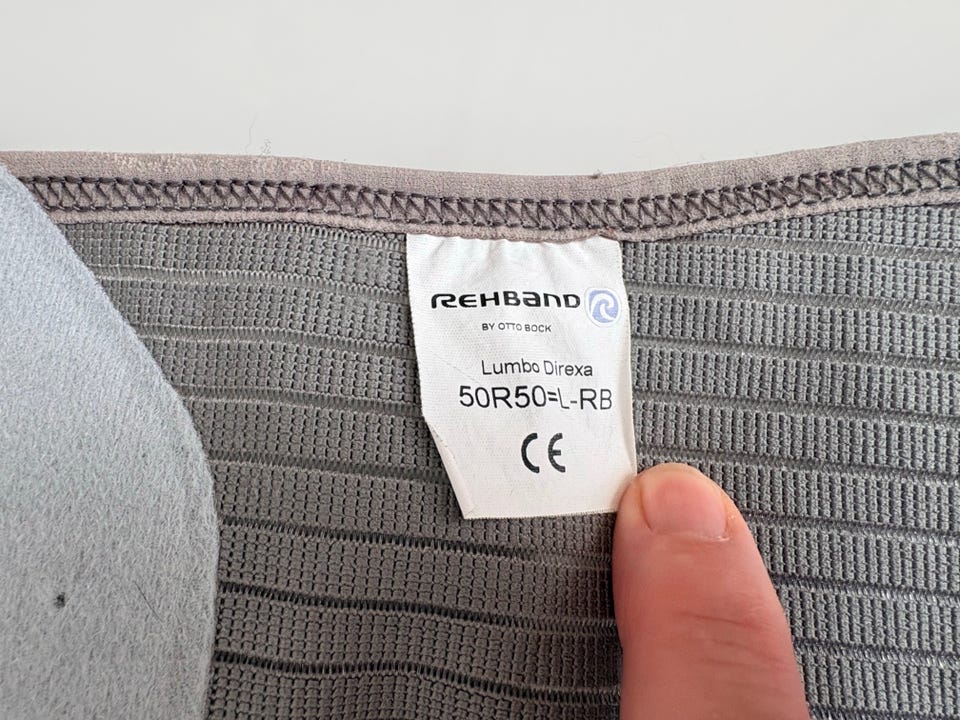 REHBAND
BY OTTO BOCK
Lumbo Direxa
50R50=L-RB
CE